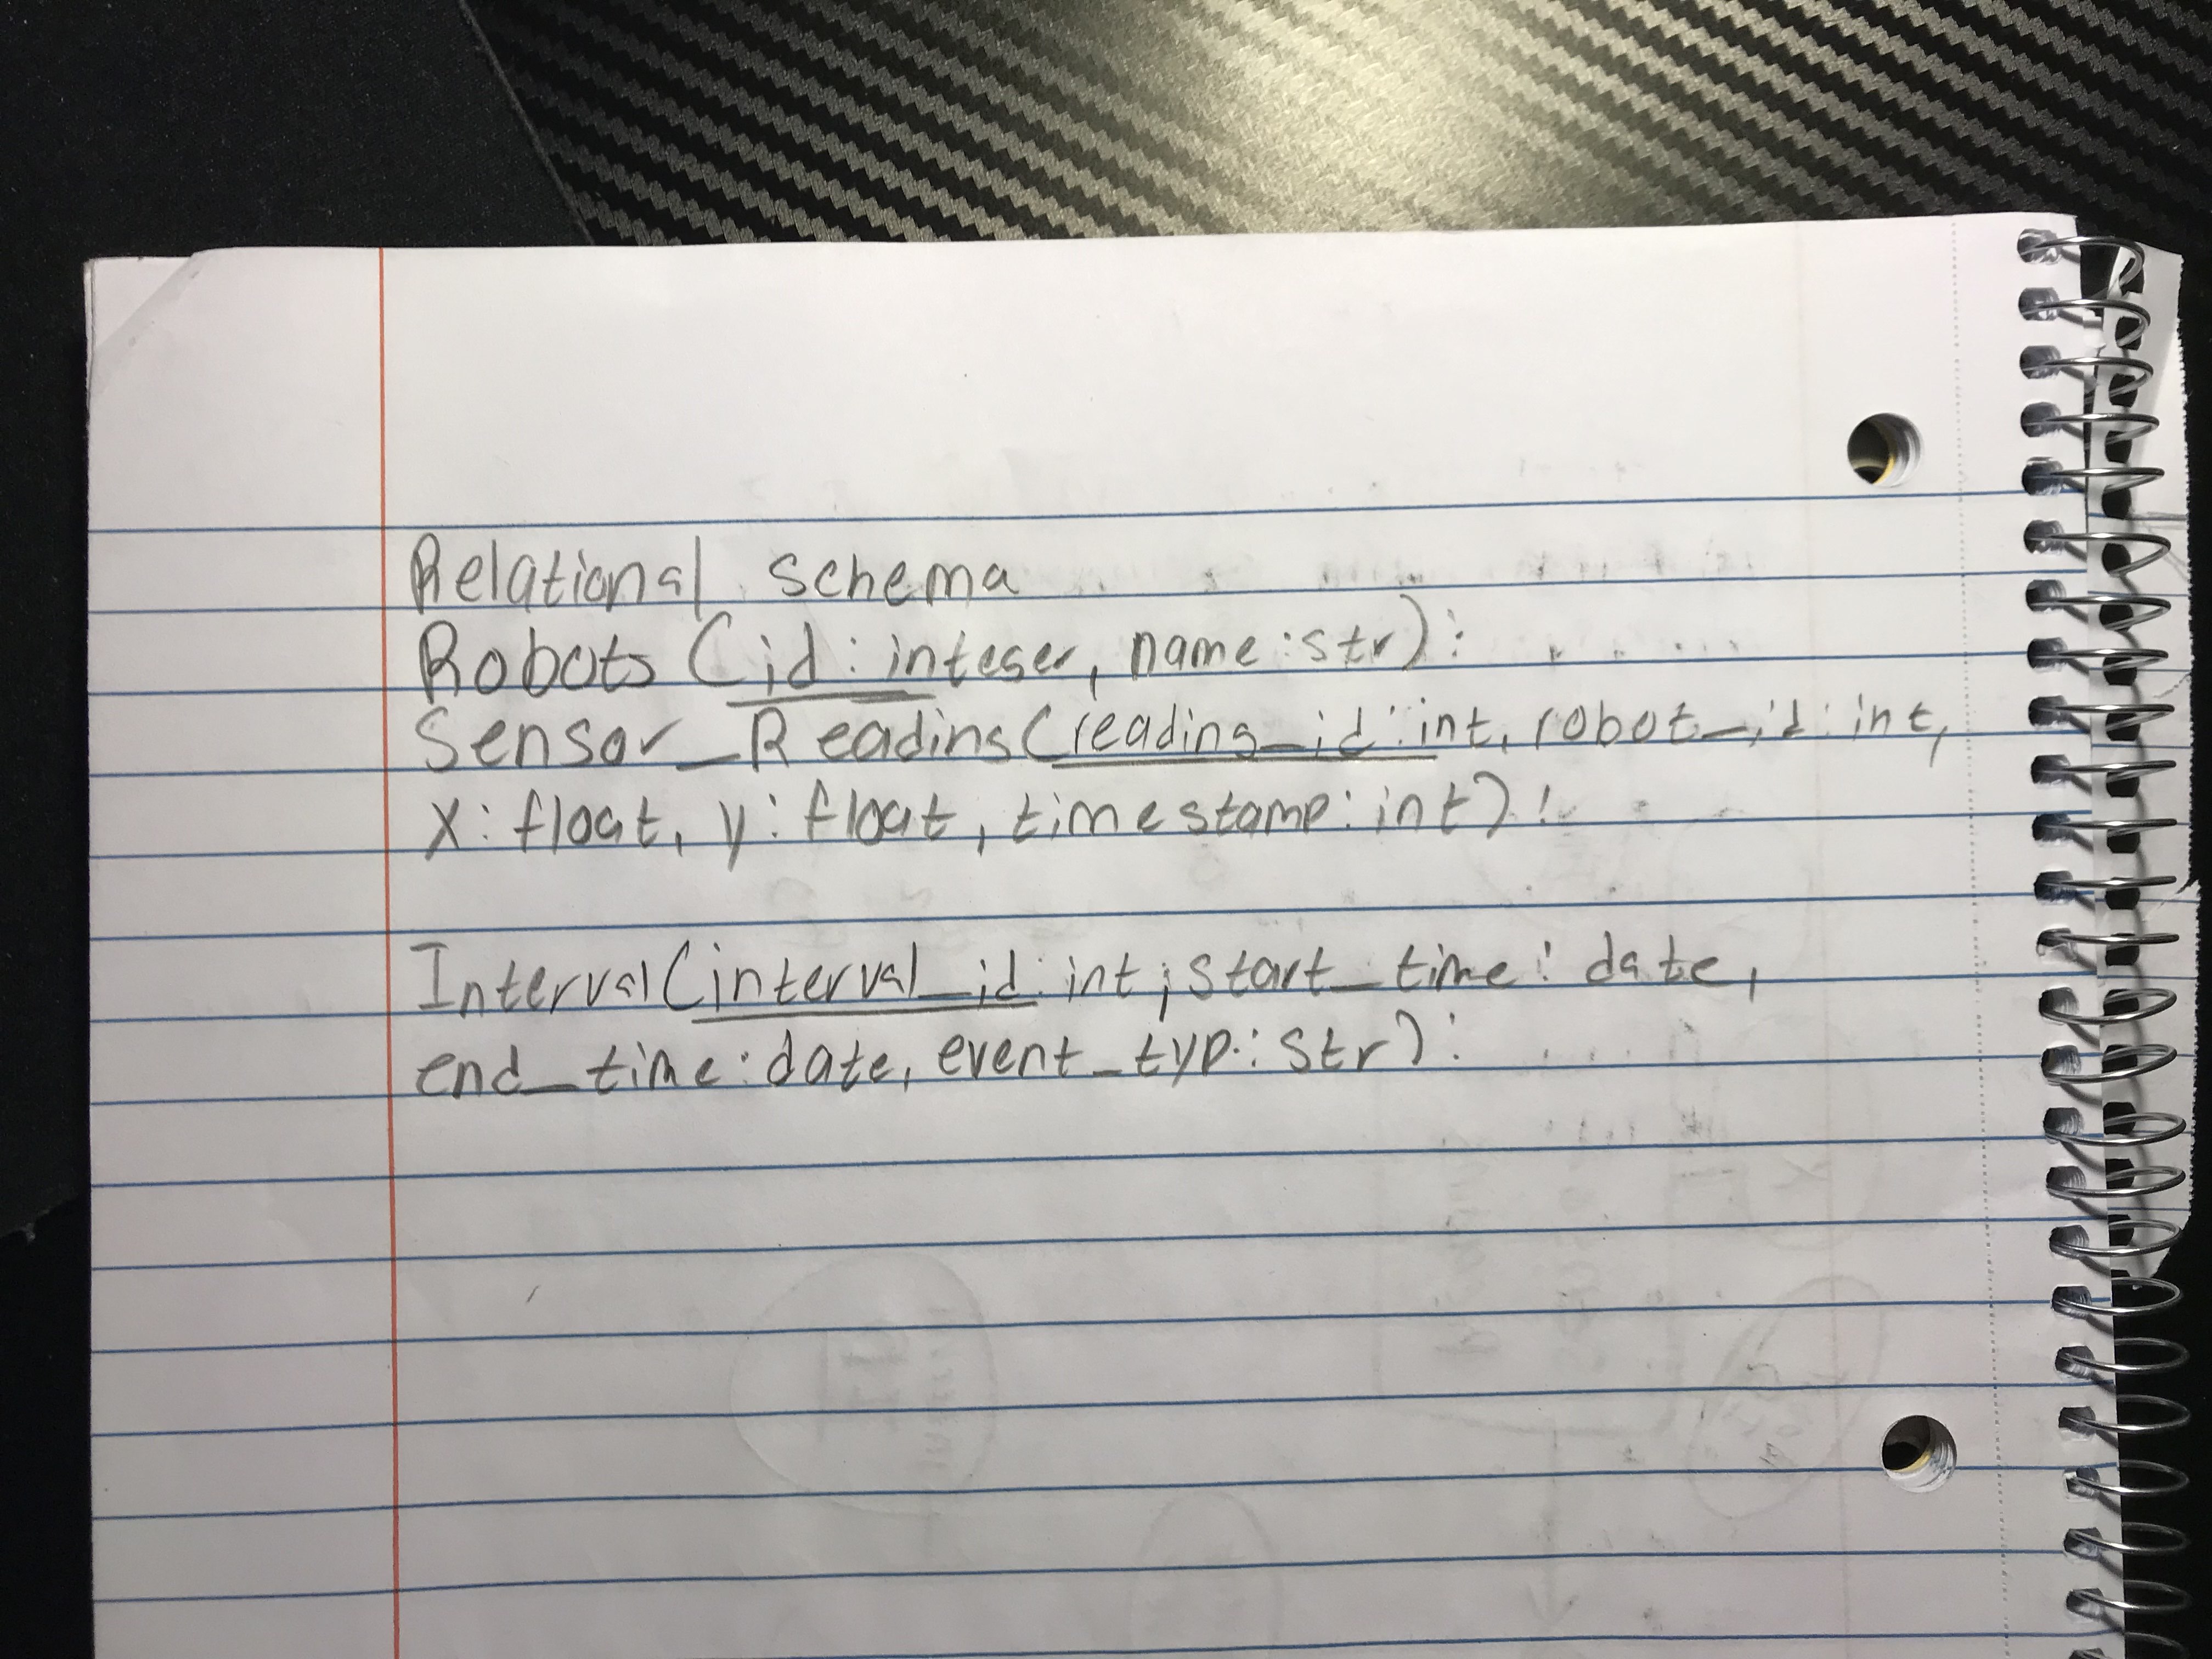 Relational schema
Robots (id: integer, name: str):
Sensor_Reading(reading_id: int, robot_id: int,
x: float, y: float, timestamp: int):
Interval(interval_id: int; start_time: date,
end_time: date, event_typ: str):